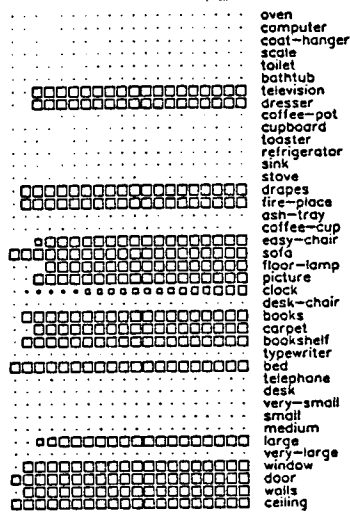 oven
computer
coat-hanger
scale
toilet
bathtub
television
dresser
coffee-pot
cupboard
toaster
refrigerator
sink
stove
drapes
fire-place
ash-tray
coffee-cup
easy-chair
sofa
floor-lamp
picture
clock
desk-chair
books
carpet
bookshelf
typewriter
bed
telephone
desk
very-small
small
medium
large
very-large
window
door
walls
ceiling